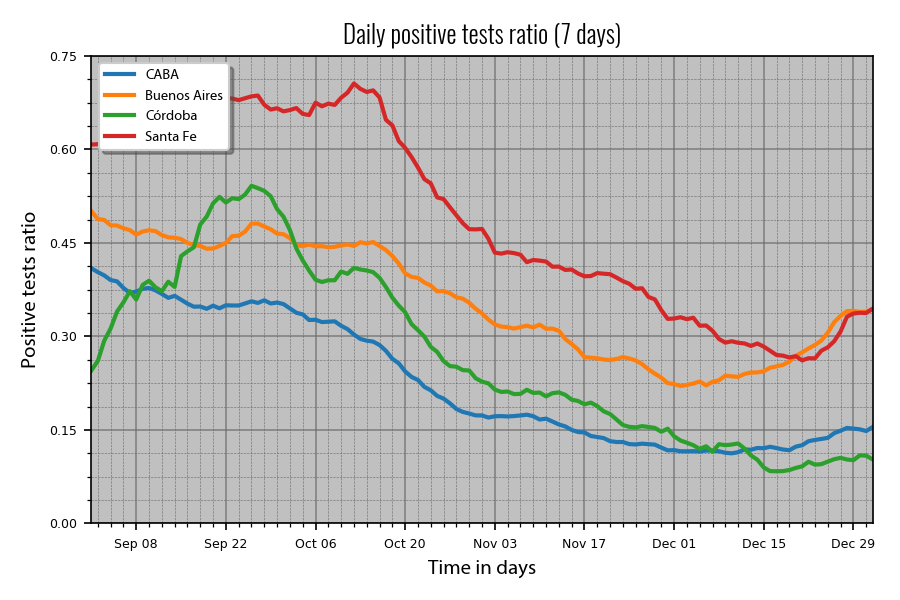 Daily positive tests ratio (7 days)
Positive tests ratio
0.75
0.60
0.45
0.30
0.15
0.00
CABA
Buenos Aires
Córdoba
Santa Fe
Sep 08 Sep 22 Oct 06 Oct 20 Nov 03 Nov 17 Dec 01 Dec 15 Dec 29
Time in days